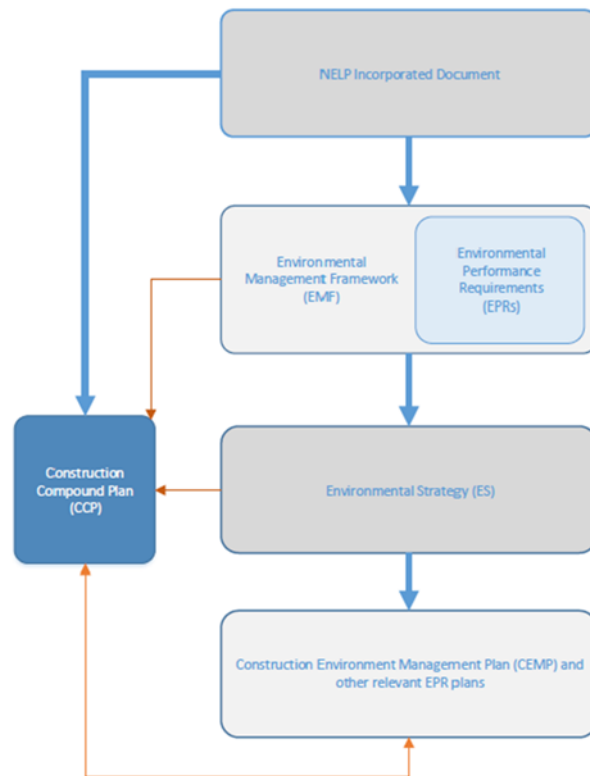 NELP Incorporated Document
Environmental
Management Framework
(EMF)
Environmental
Performance
Requirements
(EPRs)
Construction
Compound Plan
(CCP)
Environmental Strategy (ES)
Construction Environment Management Plan (CEMP) and
other relevant EPR plans